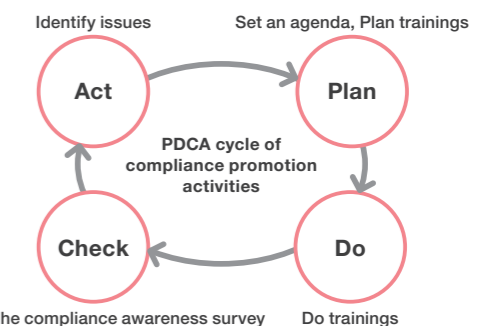 Identify issues
Set an agenda, Plan trainings
Act
Plan
PDCA cycle of
compliance promotion
activities
Check
Do
he compliance awareness survey
Do trainings